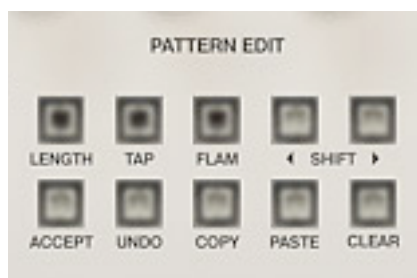 PATTERN EDIT
LENGTH TAP FLAM ◀ SHIFT ▶
ACCEPT UNDO COPY PASTE CLEAR